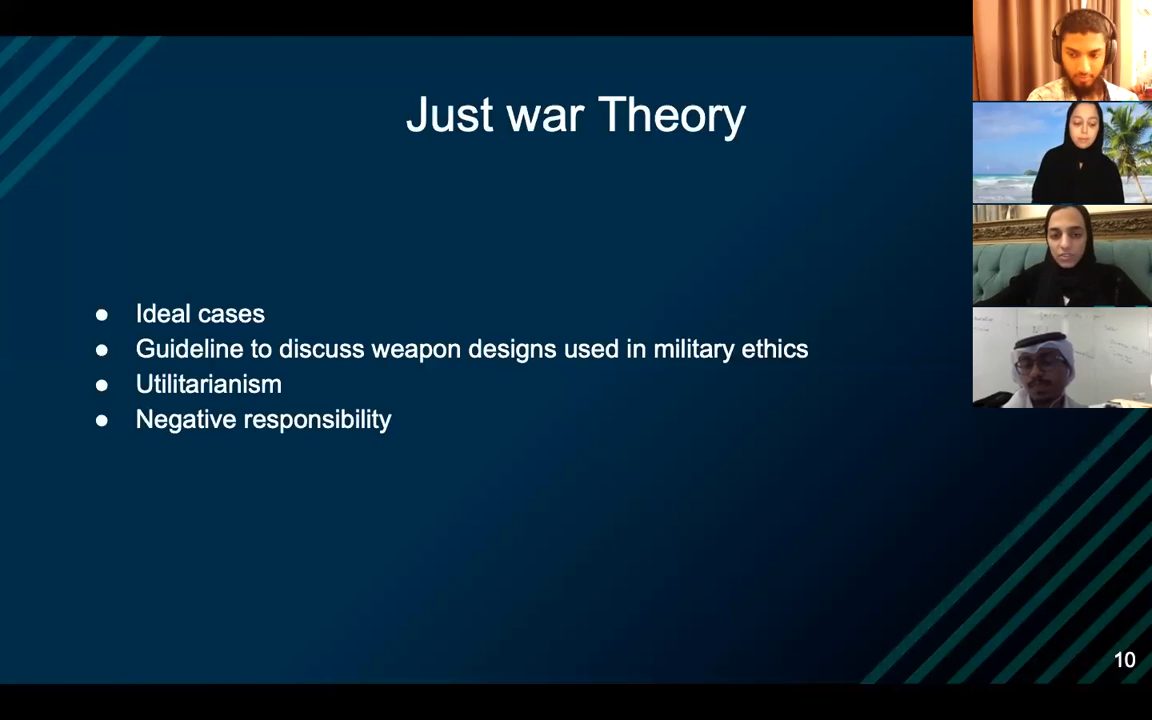 Just war Theory
● Ideal cases
● Guideline to discuss weapon designs used in military ethics
● Utilitarianism
● Negative responsibility
10